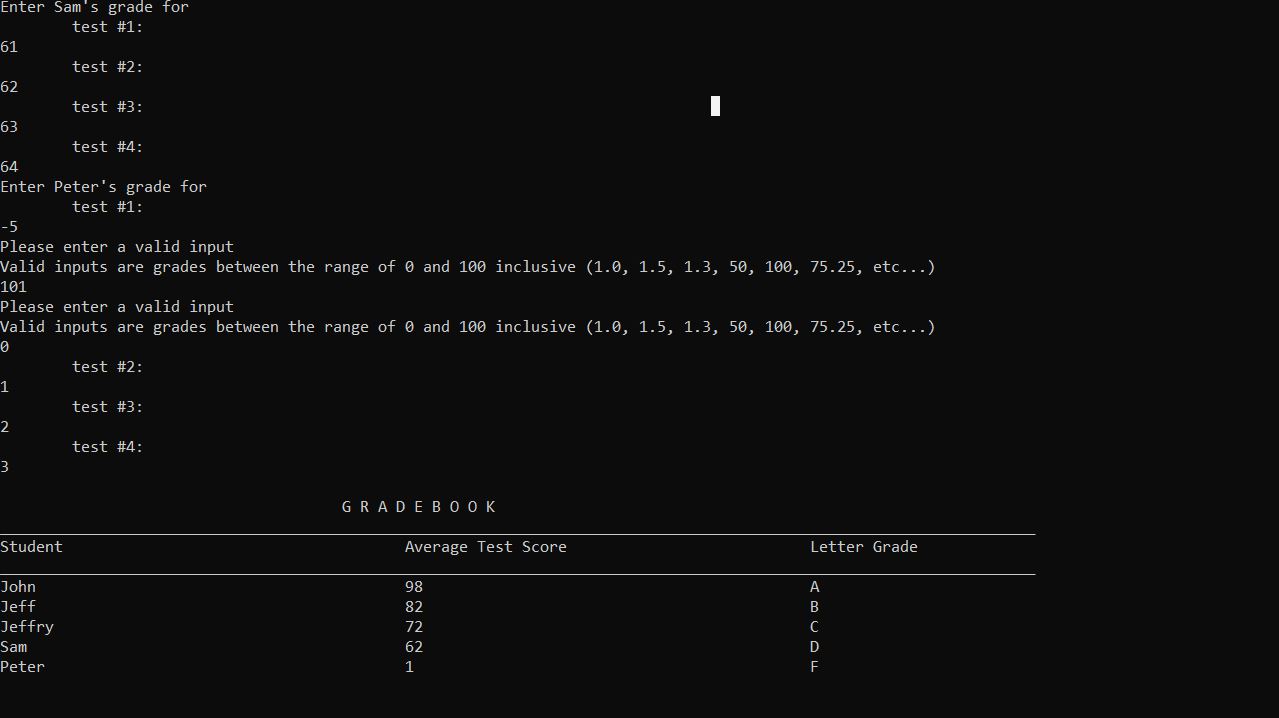 Enter Sam's grade for
test #1:
61
test #2:
62
test #3:
63
test #4:
64
Enter Peter's grade for
test #1:
-5
Please enter a valid input
Valid inputs are grades between the range of 0 and 100 inclusive (1.0, 1.5, 1.3, 50, 100, 75.25, etc...)
101
Please enter a valid input
Valid inputs are grades between the range of 0 and 100 inclusive (1.0, 1.5, 1.3, 50, 100, 75.25, etc...)
0
test #2:
1
test #3:
2
test #4:
3
G R A D E B O O K
Student Average Test Score Letter Grade
John 98 A
Jeff 82 B
Jeffry 72 C
Sam 62 D
Peter 1 F